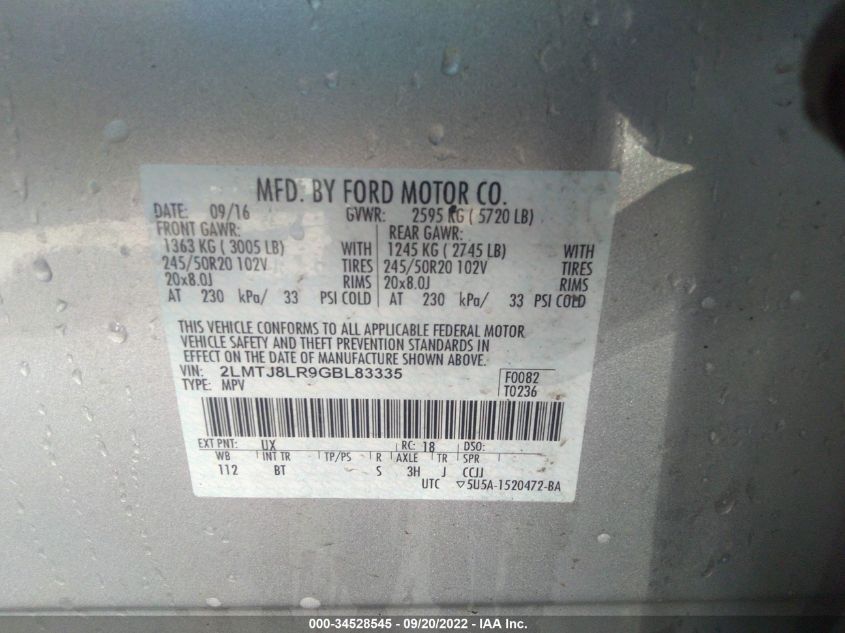 MFD. BY FORD MOTOR CO.
DATE: 09/16 GVWR: 2595 KG ( 5720 LB)
FRONT GAWR: REAR GAWR:
1363 KG ( 3005 LB) WITH 1245 KG ( 2745 LB) WITH
245/50R20 102V TIRES 245/50R20 102V TIRES
20x8.0J RIMS 20x8.0J RIMS
AT 230 kPa/ 33 PSI COLD AT 230 kPa/ 33 PSI COLD
THIS VEHICLE CONFORMS TO ALL APPLICABLE FEDERAL MOTOR
VEHICLE SAFETY AND THEFT PREVENTION STANDARDS IN
EFFECT ON THE DATE OF MANUFACTURE SHOWN ABOVE.
VIN: 2LMTJ8LR9GBL83335 F0082
TYPE: MPV T0236
EXT PNT: UX RC: 18 DSO:
WB INT TR TP/PS R AXLE TR SPR
112 BT S 3H J CCJJ
UTC ▽5U5A-1520472-BA
000-34528545 - 09/20/2022 - IAA Inc.